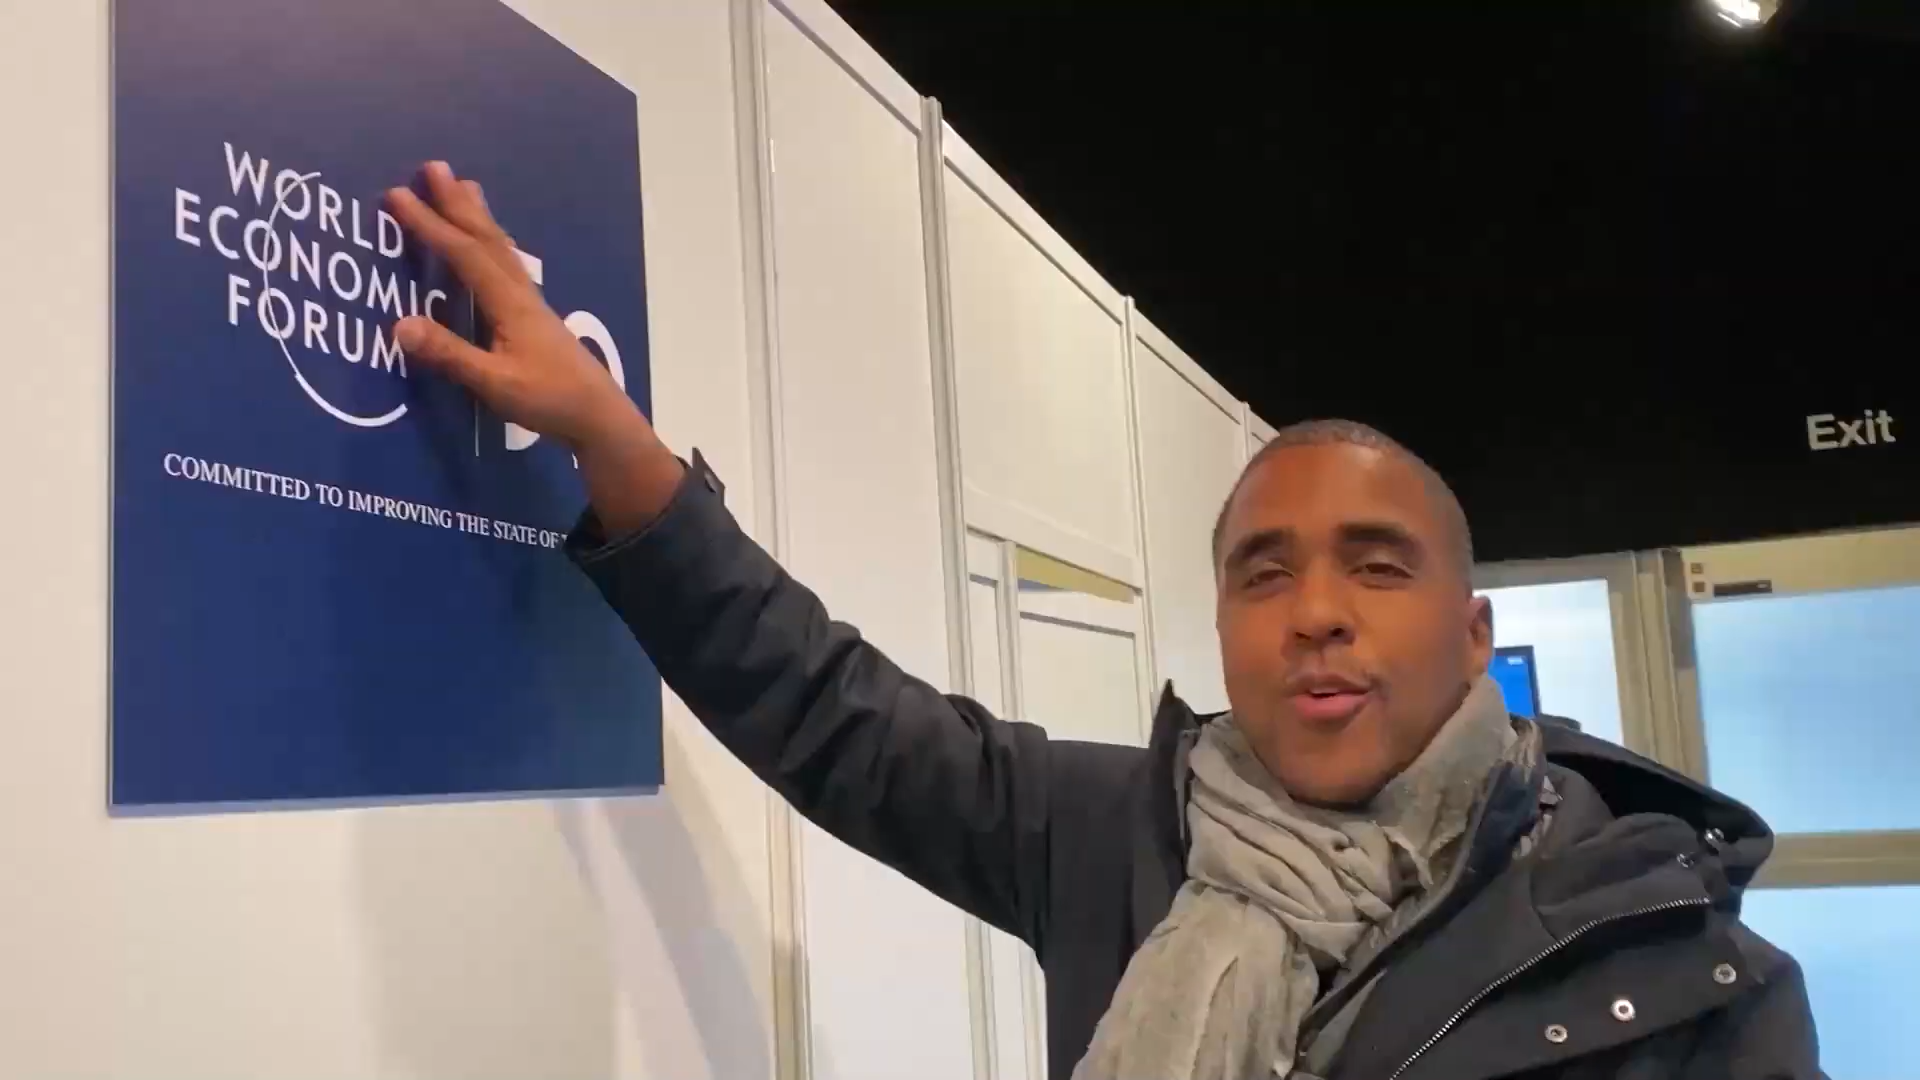 WORLD
ECONOMIC
FORUM
COMMITTED TO IMPROVING THE STATE OF
Exit